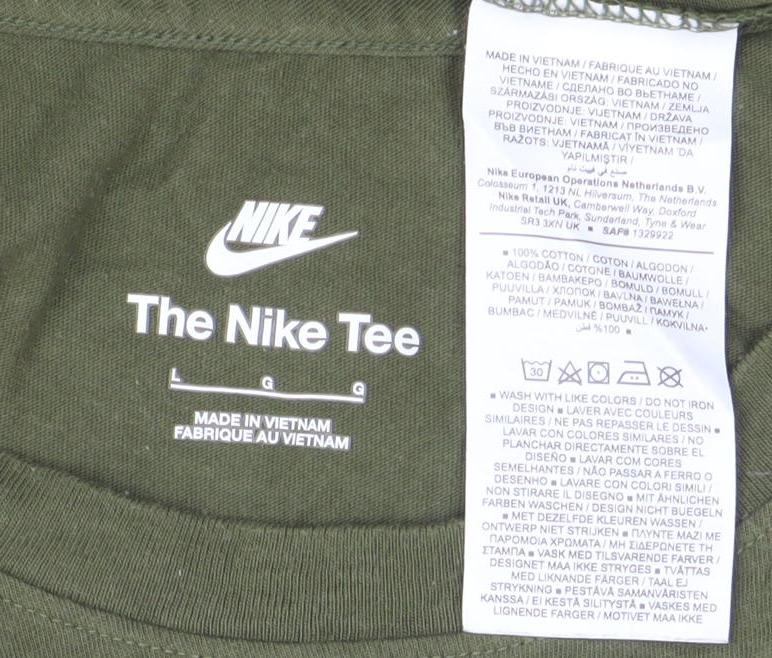 NIKE
The Nike Tee
L G G
MADE IN VIETNAM
FABRIQUE AU VIETNAM
MADE IN VIETNAM / FABRIQUE AU VIETNAM /
HECHO EN VIETNAM / FABRICADO NO
VIETNAME / СДЕЛАНО ВО ВЬЕТНАМЕ /
SZÁRMAZÁSI ORSZÁG: VIETNAM / ZEMLJA
PROIZVODNJE: VIJETNAM / DRŽAVA
PROIZVODNJE: VIETNAM / ПРОИЗВЕДЕНО
ВЪВ ВИЕТНАМ / FABRICAT ÎN VIETNAM /
RAŽOTS: VJETNAMĀ / VİYETNAM 'DA
YAPILMIŞTIR /
صنع في فييت نام
Nike European Operations Netherlands B.V.
Colosseum 1, 1213 NL Hilversum, The Netherlands
Nike Retail UK, Camberwell Way, Doxford
Industrial Tech Park, Sunderland, Tyne & Wear
SR3 3XN UK ■ SAP# 1329922
■ 100% COTTON / COTON / ALGODON /
ALGODÃO / COTONE / BAUMWOLLE /
KATOEN / ΒΑΜΒΑΚΕΡΟ / BOMULD / BOMULL /
PUUVILLA / ХЛОПОК / BAVLNA / BAWEŁNA /
PAMUT / PAMUK / BOMBAŽ / ПАМУК /
BUMBAC / MEDVILNĖ / PUUVILL / KOKVILNA•
%100 قطن ■
30
■ WASH WITH LIKE COLORS / DO NOT IRON
DESIGN ■ LAVER AVEC COULEURS
SIMILAIRES / NE PAS REPASSER LE DESSIN ■
LAVAR CON COLORES SIMILARES / NO
PLANCHAR DIRECTAMENTE SOBRE EL
DISEÑO ■ LAVAR COM CORES
SEMELHANTES / NÃO PASSAR A FERRO O
DESENHO ■ LAVARE CON COLORI SIMILI /
NON STIRARE IL DISEGNO ■ MIT ÄHNLICHEN
FARBEN WASCHEN / DESIGN NICHT BUEGELN
■ MET DEZELFDE KLEUREN WASSEN /
ONTWERP NIET STRIJKEN ■ ΠΛΥΝΤΕ ΜΑΖΙ ΜΕ
ΠΑΡΟΜΟΙΑ ΧΡΩΜΑΤΑ / ΜΗ ΣΙΔΕΡΩΝΕΤΕ ΤΗ
ΣΤΑΜΠΑ ■ VASK MED TILSVARENDE FARVER /
DESIGNET MAA IKKE STRYGES ■ TVÄTTAS
MED LIKNANDE FÄRGER / TAAL EJ
STRYKNING ■ PESTÄVÄ SAMANVÄRISTEN
KANSSA / EI KESTÄ SILITYSTÄ ■ VASKES MED
LIGNENDE FARGER / MOTIVET MAA IKKE